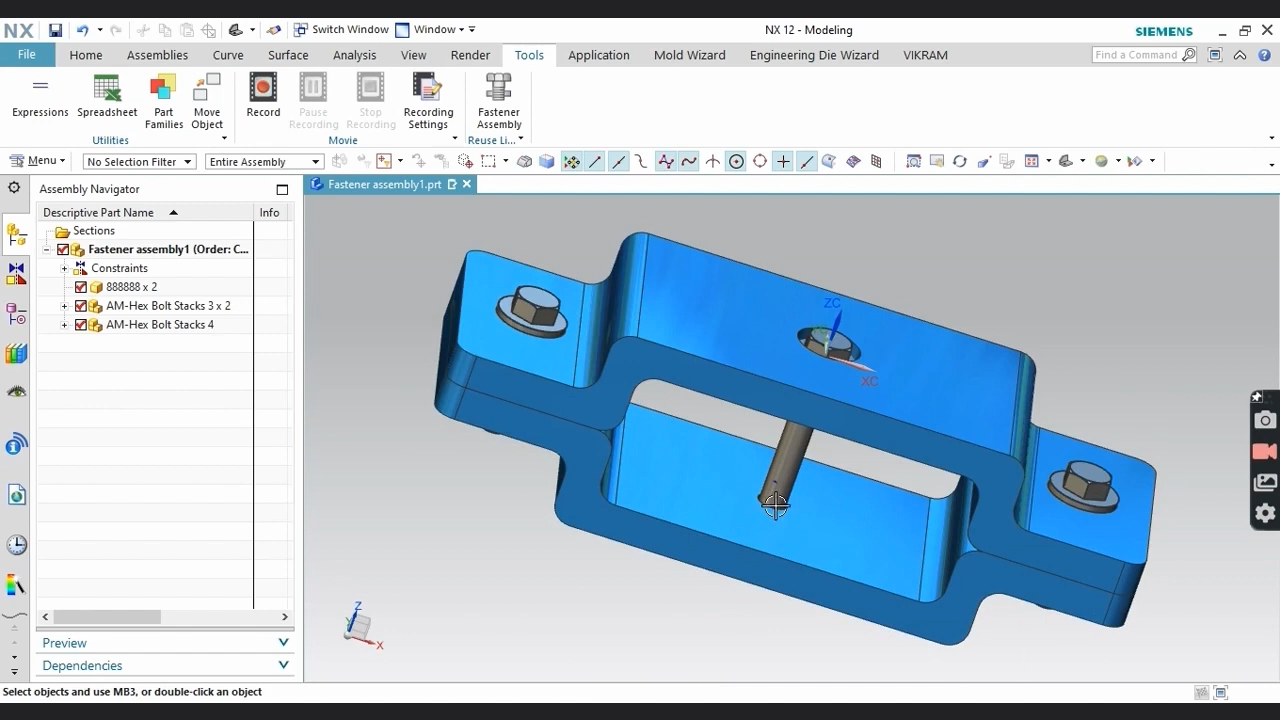 NX
Switch Window
Window
NX 12 - Modeling
SIEMENS
File
Home
Assemblies
Curve
Surface
Analysis
View
Render
Tools
Application
Mold Wizard
Engineering Die Wizard
VIKRAM
Find a Command
Expressions
Spreadsheet
Part Families
Move Object
Record
Pause Recording
Stop Recording
Recording Settings
Fastener Assembly
Utilities
Movie
Reuse Li...
Menu
No Selection Filter
Entire Assembly
Assembly Navigator
Fastener assembly1.prt
Descriptive Part Name
Info
Sections
Fastener assembly1 (Order: C...
Constraints
888888 x 2
AM-Hex Bolt Stacks 3 x 2
AM-Hex Bolt Stacks 4
ZC
XC
Z
X
Preview
Dependencies
Select objects and use MB3, or double-click an object